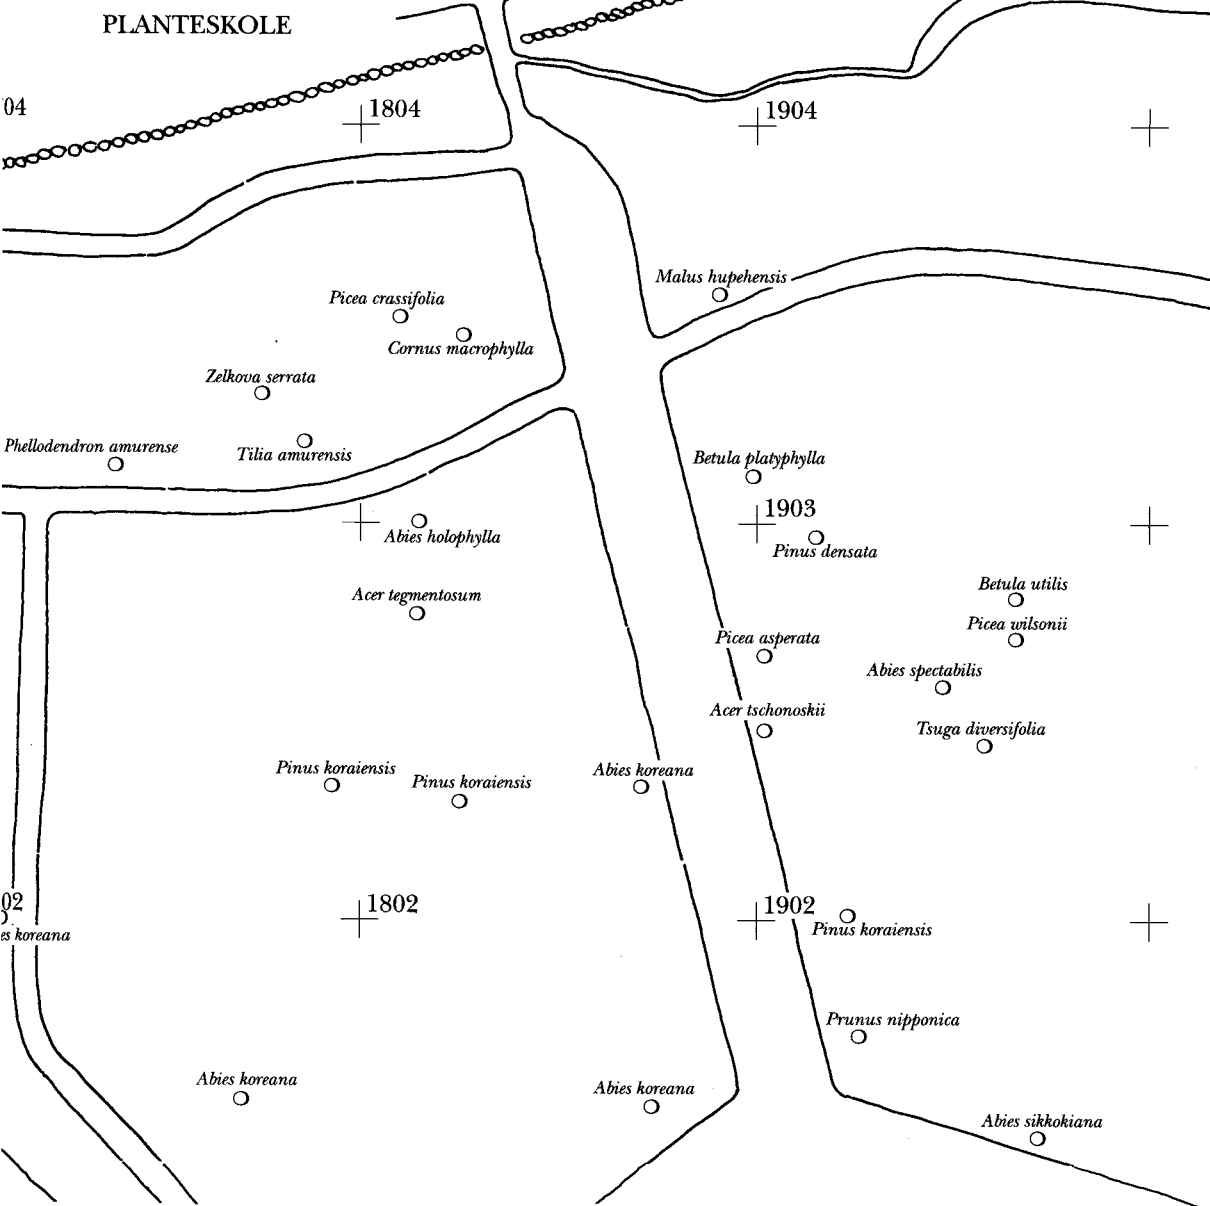 PLANTESKOLE
04
1804
1904
Malus hupehensis
Picea crassifolia
Cornus macrophylla
Zelkova serrata
Phellodendron amurense
Tilia amurensis
Betula platyphylla
1903
Abies holophylla
Pinus densata
Betula utilis
Acer tegmentosum
Picea wilsonii
Picea asperata
Abies spectabilis
Acer tschonoskii
Tsuga diversifolia
Pinus koraiensis
Pinus koraiensis
Abies koreana
02
1802
1902
es koreana
Pinus koraiensis
Prunus nipponica
Abies koreana
Abies koreana
Abies sikkokiana